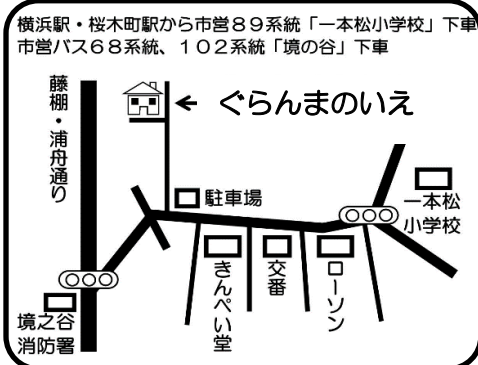 横浜駅・桜木町駅から市営８９系統「一本松小学校」下車
市営バス６８系統、１０２系統「境の谷」下車
藤棚・浦舟通り
← ぐらんまのいえ
駐車場
一本松
小学校
きんぺい堂
交番
ローソン
境之谷
消防署